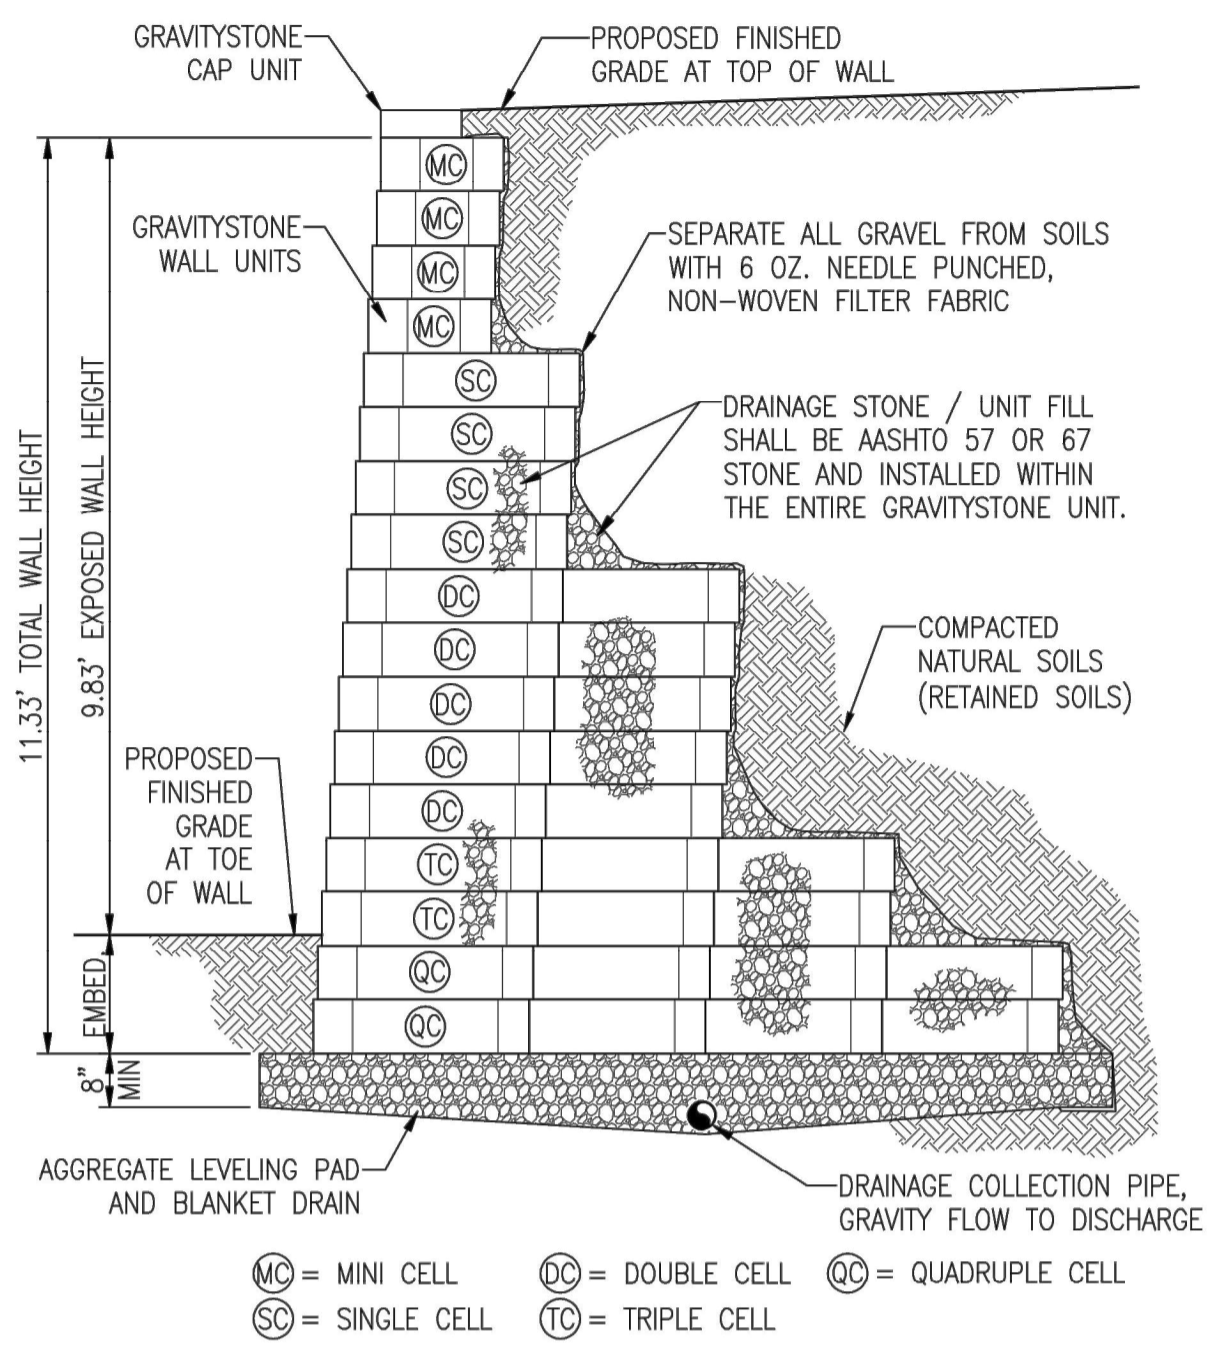 GRAVITYSTONE
CAP UNIT
PROPOSED FINISHED
GRADE AT TOP OF WALL
MC
MC
GRAVITYSTONE
WALL UNITS
SEPARATE ALL GRAVEL FROM SOILS
WITH 6 OZ. NEEDLE PUNCHED,
NON-WOVEN FILTER FABRIC
MC
MC
SC
11.33' TOTAL WALL HEIGHT
9.83' EXPOSED WALL HEIGHT
DRAINAGE STONE / UNIT FILL
SHALL BE AASHTO 57 OR 67
STONE AND INSTALLED WITHIN
THE ENTIRE GRAVITYSTONE UNIT.
SC
SC
SC
DC
DC
DC
DC
DC
COMPACTED
NATURAL SOILS
(RETAINED SOILS)
PROPOSED
FINISHED
GRADE
AT TOE
OF WALL
TC
TC
QC
QC
EMBED.
8"
MIN
AGGREGATE LEVELING PAD
AND BLANKET DRAIN
DRAINAGE COLLECTION PIPE,
GRAVITY FLOW TO DISCHARGE
MC = MINI CELL
DC = DOUBLE CELL
QC = QUADRUPLE CELL
SC = SINGLE CELL
TC = TRIPLE CELL